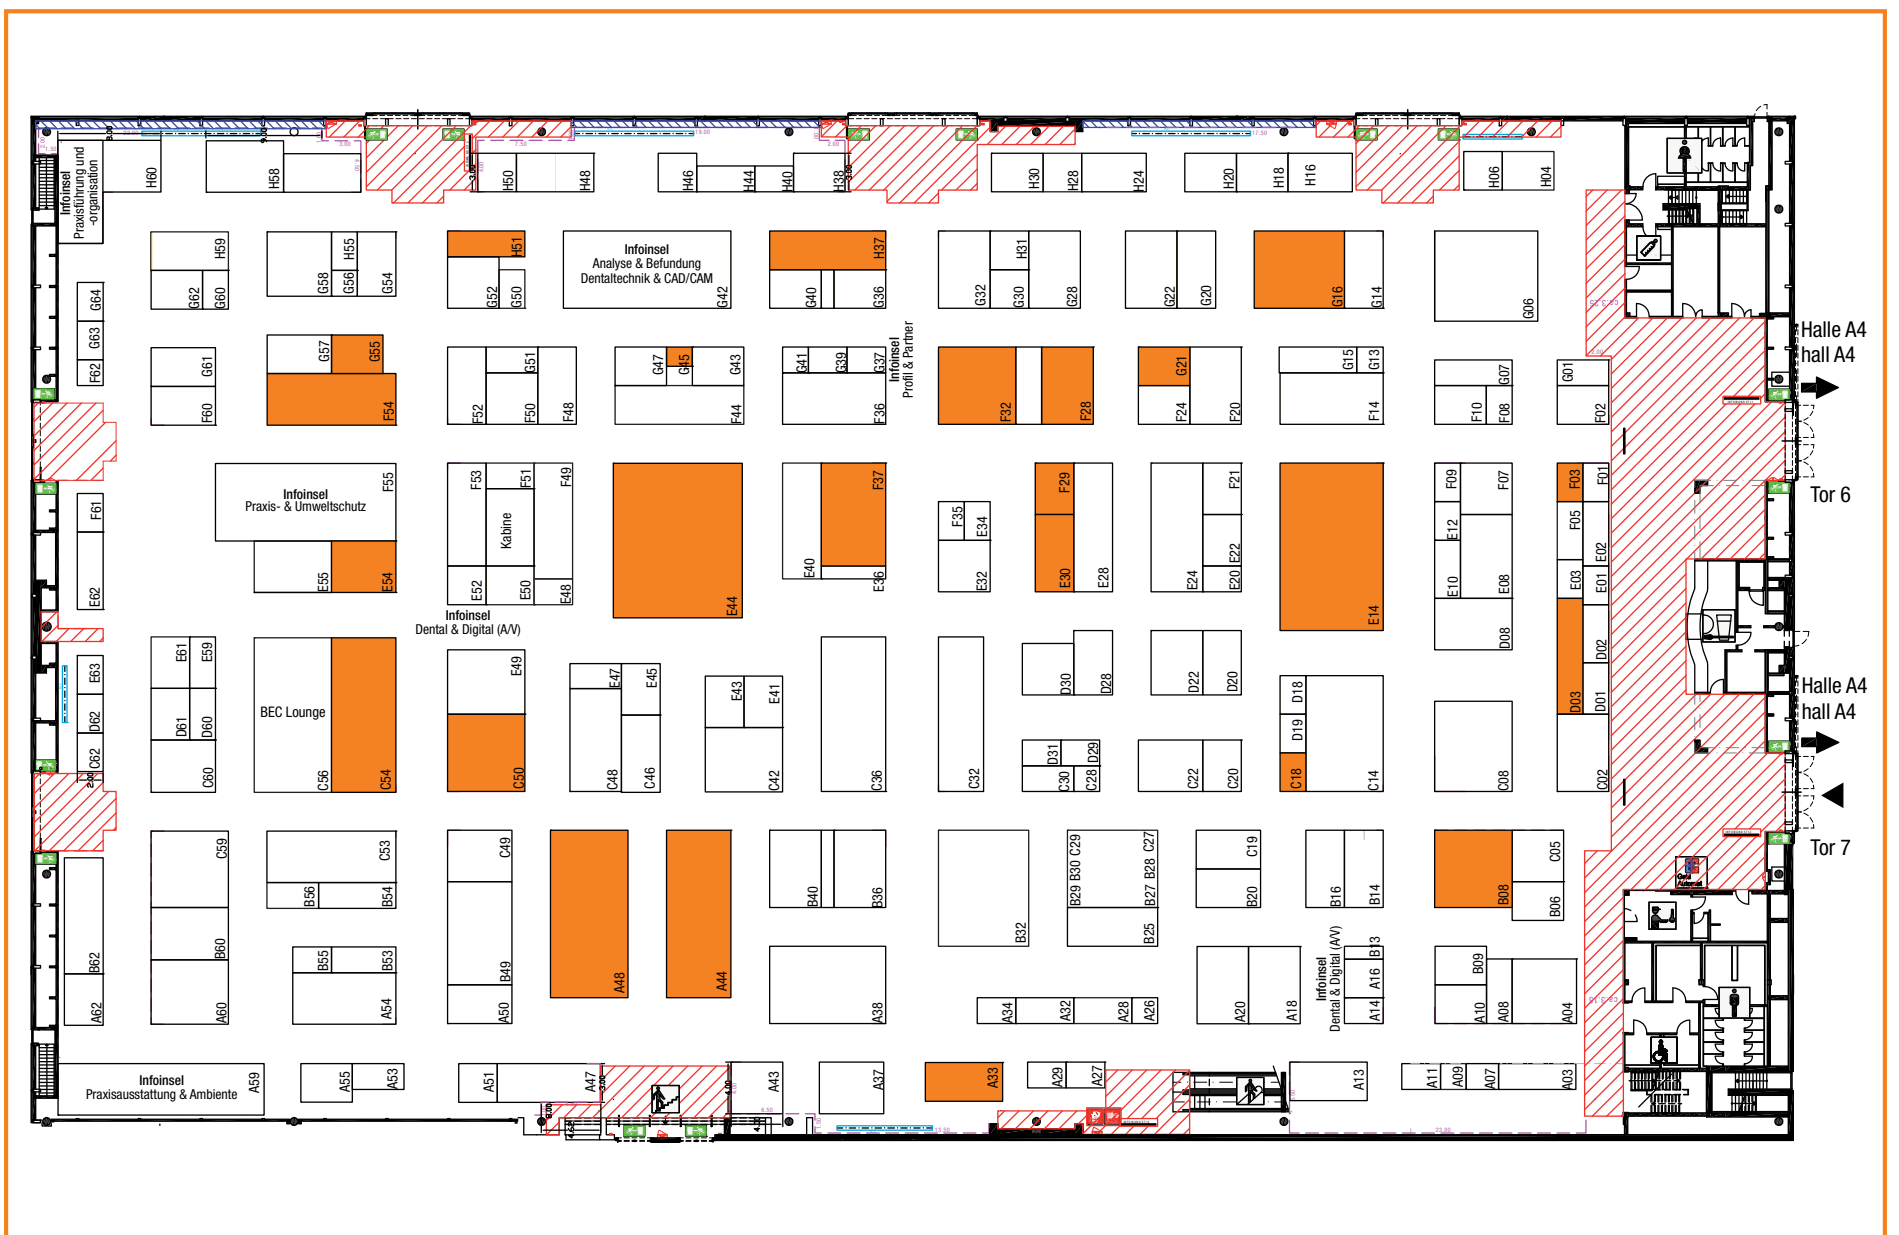 Infoinsel
Praxisführung und
-organisation
H60
H58
H50
H48
H46
H44
H40
H38
H30
H28
H24
H20
H18
H16
H06
H04
H59
G62
G60
G58
H55
G56
G54
H51
G52
G50
Infoinsel
Analyse & Befundung
Dentaltechnik & CAD/CAM
G42
H37
G40
G36
G32
H31
G30
G28
G22
G20
G16
G14
G06
G64
G63
F62
G61
F60
G57
G55
F54
F52
G51
F50
F48
G47
G45
G43
F44
G41
G39
G37
F36
Infoinsel
Profil & Partner
F32
F28
G21
F24
F20
G15
G13
F14
G07
F10
F08
G01
F02
Halle A4
hall A4
Tor 6
F61
E62
Infoinsel
Praxis- & Umweltschutz
F55
E55
E54
F53
F51
F49
Kabine
E52
E50
E48
E44
F37
E40
E36
F35
E34
E32
F29
E30
E28
F21
E24
E22
E20
E14
F09
F07
E12
E10
E08
D08
F03
F01
F05
E02
E03
E01
D02
D03
D01
C02
Infoinsel
Dental & Digital (A/V)
E63
D62
C62
2.00
E61
E59
D61
D60
C60
BEC Lounge
C56
C54
E49
C50
E47
E45
C48
C46
E43
E41
C42
C36
C32
D30
D28
D31
D29
C30
C28
D22
D20
C22
C20
D18
D19
C18
C14
C08
Halle A4
hall A4
Tor 7
B62
A62
C59
B60
A60
C53
B56
B54
B55
B53
A54
C49
B49
A50
A48
A44
B40
B36
A38
B32
B29 B30 C29
B27 B28 C27
B25
C19
B20
B16
B14
B08
C05
B06
A34
A32
A28
A26
A20
A18
Infoinsel
Dental & Digital (A/V)
B13
A16
A14
B09
A10
A08
A04
Infoinsel
Praxisausstattung & Ambiente
A59
A55
A53
A51
A47
3.00
4.00
A43
A37
A33
A29
A27
A13
A11
A09
A07
A03